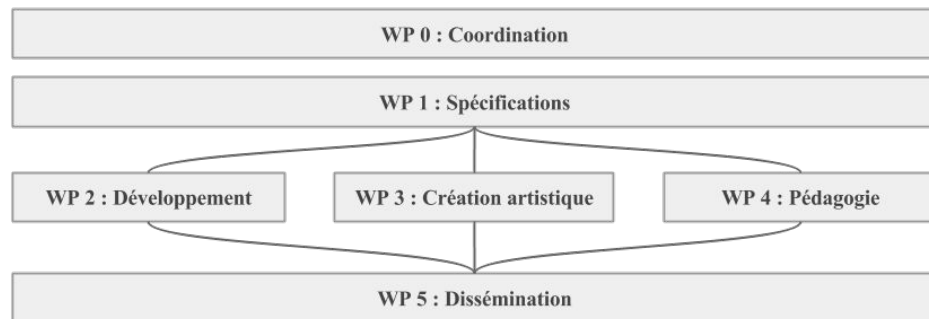 WP 0 : Coordination
WP 1 : Spécifications
WP 2 : Développement
WP 3 : Création artistique
WP 4 : Pédagogie
WP 5 : Dissémination